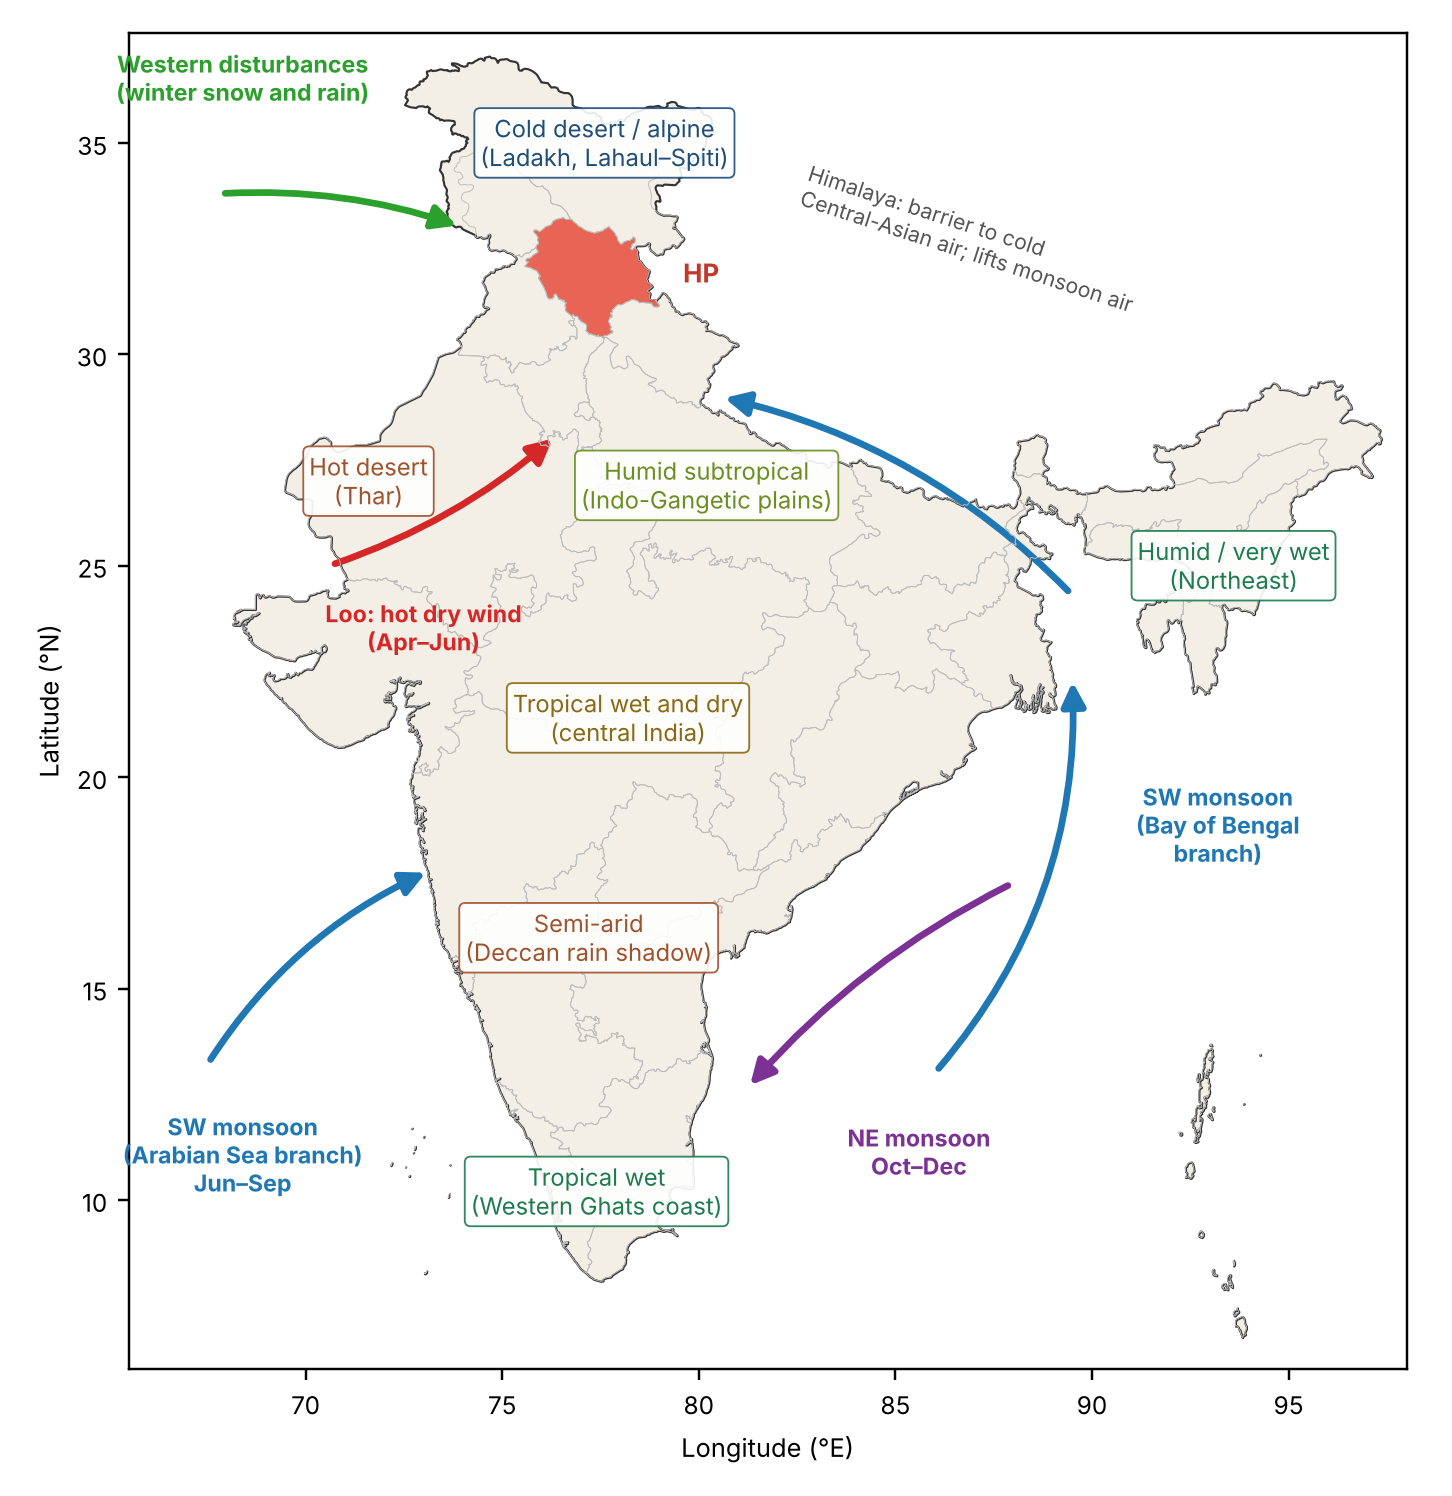 Western disturbances
(winter snow and rain)
Cold desert / alpine
(Ladakh, Lahaul–Spiti)
Himalaya: barrier to cold
Central-Asian air; lifts monsoon air
HP
Hot desert
(Thar)
Humid subtropical
(Indo-Gangetic plains)
Humid / very wet
(Northeast)
Loo: hot dry wind
(Apr–Jun)
Tropical wet and dry
(central India)
SW monsoon
(Bay of Bengal
branch)
Semi-arid
(Deccan rain shadow)
SW monsoon
(Arabian Sea branch)
Jun–Sep
NE monsoon
Oct–Dec
Tropical wet
(Western Ghats coast)
35
30
25
20
15
10
Latitude (°N)
70
75
80
85
90
95
Longitude (°E)